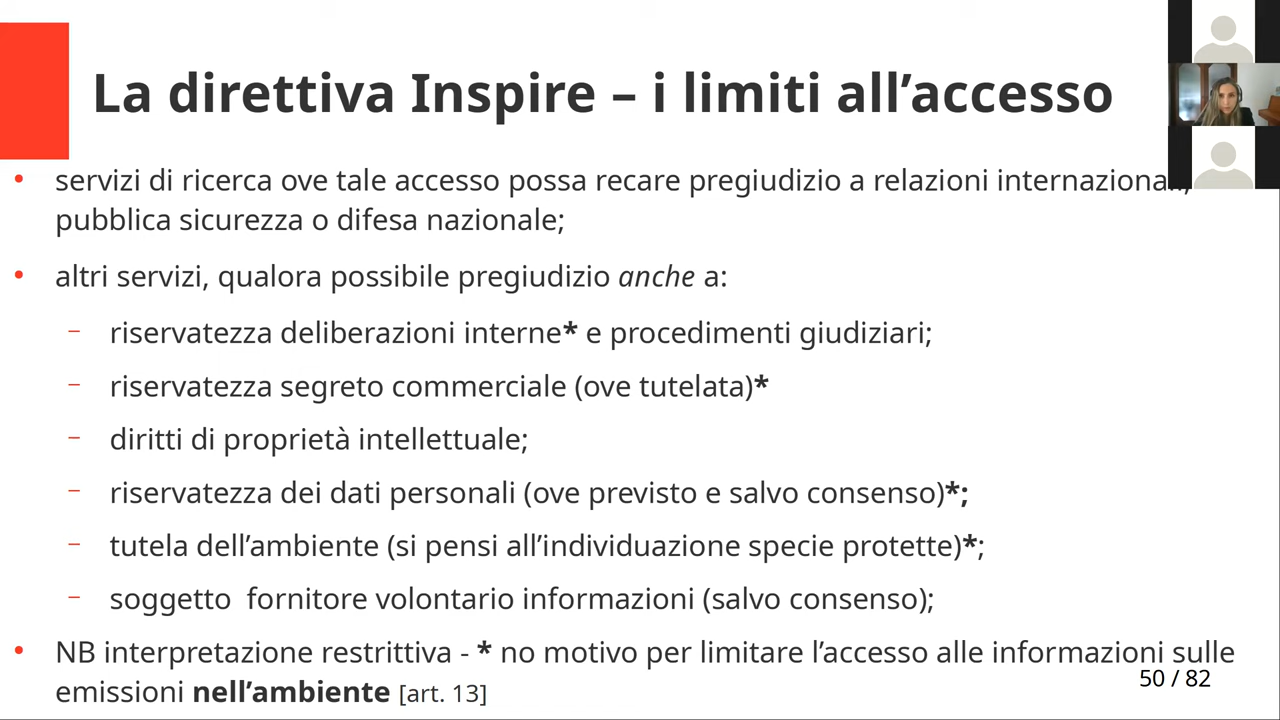 La direttiva Inspire – i limiti all’accesso
• servizi di ricerca ove tale accesso possa recare pregiudizio a relazioni
pubblica sicurezza o difesa nazionale;
• altri servizi, qualora possibile pregiudizio anche a:
– riservatezza deliberazioni interne* e procedimenti giudiziari;
– riservatezza segreto commerciale (ove tutelata)*
– diritti di proprietà intellettuale;
– riservatezza dei dati personali (ove previsto e salvo consenso)*;
– tutela dell’ambiente (si pensi all’individuazione specie protette)*;
– soggetto fornitore volontario informazioni (salvo consenso);
• NB interpretazione restrittiva - * no motivo per limitare l’accesso alle informazioni sulle
emissioni nell’ambiente [art. 13]
50 / 82